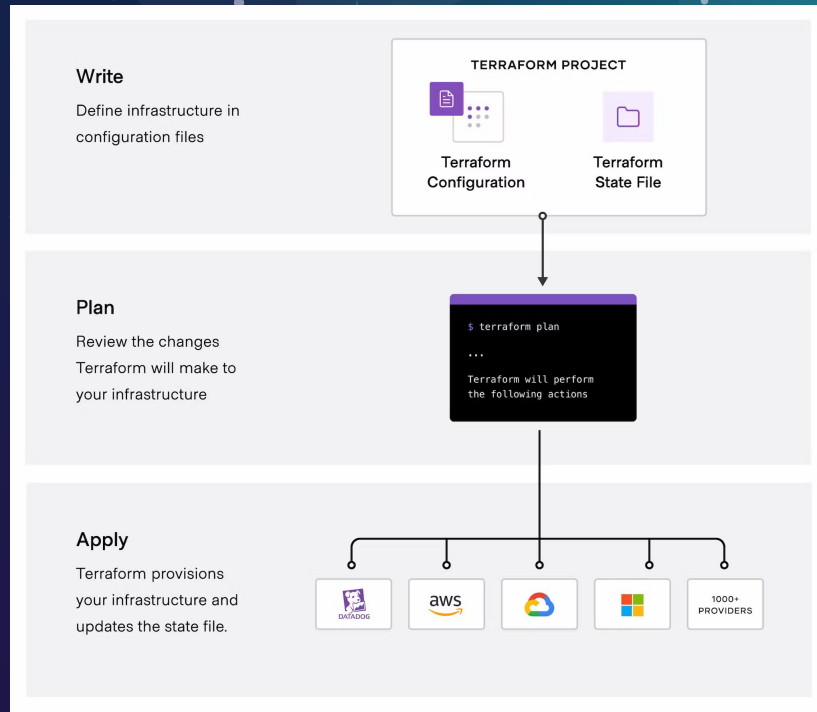 Write
Define infrastructure in
configuration files
TERRAFORM PROJECT
Terraform
Configuration
Terraform
State File
Plan
Review the changes
Terraform will make to
your infrastructure
$ terraform plan
...
Terraform will perform
the following actions
Apply
Terraform provisions
your infrastructure and
updates the state file.
DATADOG
aws
1000+
PROVIDERS